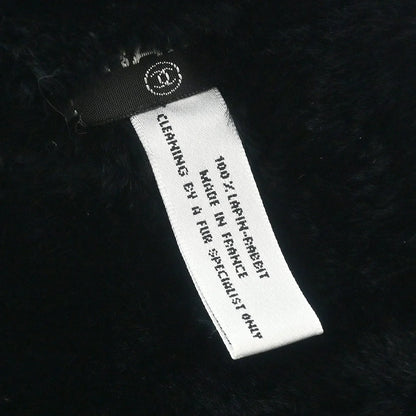 100% LAPIN-RABBIT
MADE IN FRANCE
CLEANING BY A FUR SPECIALIST ONLY